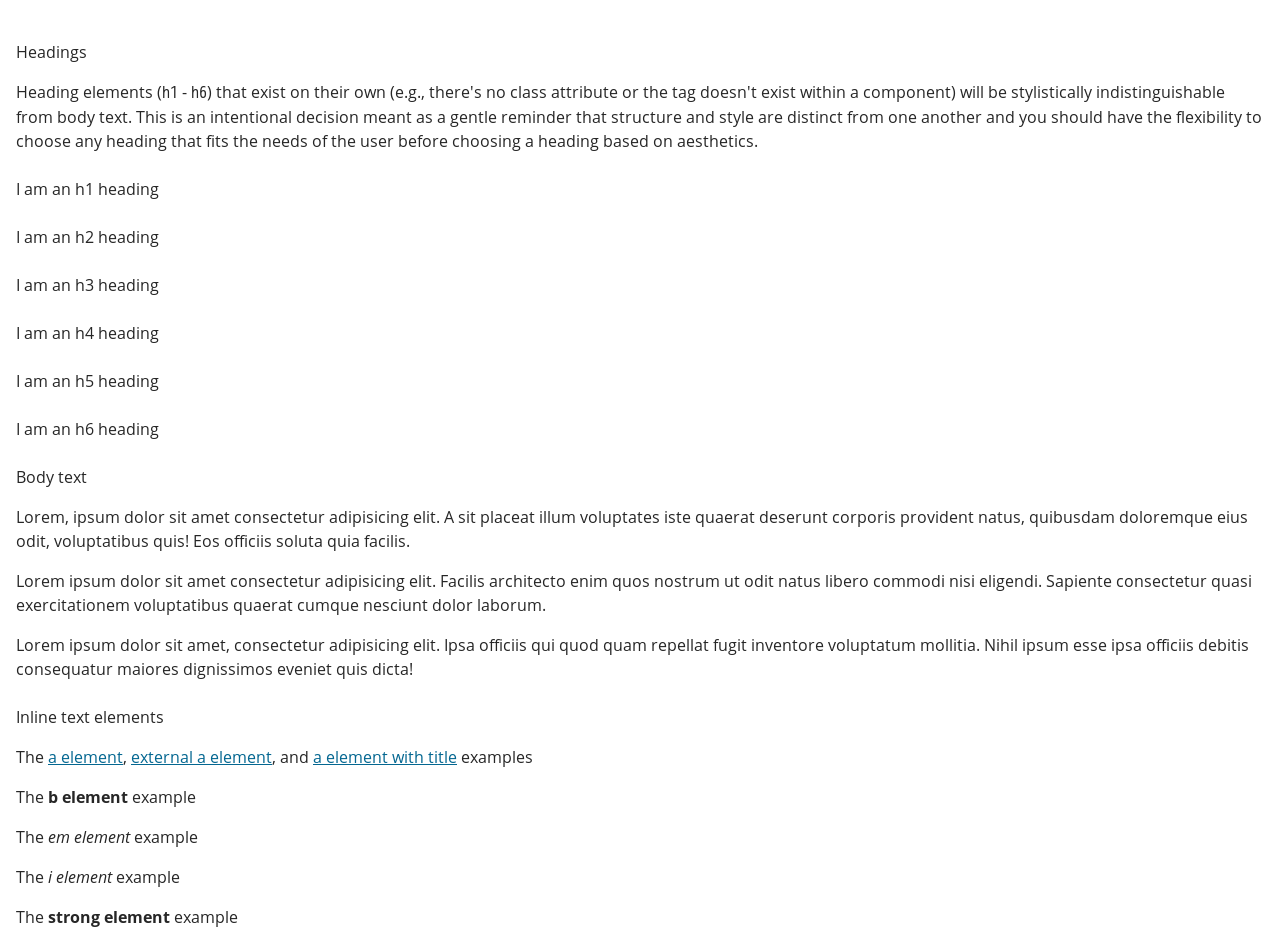 Headings
Heading elements (h1 - h6) that exist on their own (e.g., there's no class attribute or the tag doesn't exist within a component) will be stylistically indistinguishable
from body text. This is an intentional decision meant as a gentle reminder that structure and style are distinct from one another and you should have the flexibility to
choose any heading that fits the needs of the user before choosing a heading based on aesthetics.
I am an h1 heading
I am an h2 heading
I am an h3 heading
I am an h4 heading
I am an h5 heading
I am an h6 heading
Body text
Lorem, ipsum dolor sit amet consectetur adipisicing elit. A sit placeat illum voluptates iste quaerat deserunt corporis provident natus, quibusdam doloremque eius
odit, voluptatibus quis! Eos officiis soluta quia facilis.
Lorem ipsum dolor sit amet consectetur adipisicing elit. Facilis architecto enim quos nostrum ut odit natus libero commodi nisi eligendi. Sapiente consectetur quasi
exercitationem voluptatibus quaerat cumque nesciunt dolor laborum.
Lorem ipsum dolor sit amet, consectetur adipisicing elit. Ipsa officiis qui quod quam repellat fugit inventore voluptatum mollitia. Nihil ipsum esse ipsa officiis debitis
consequatur maiores dignissimos eveniet quis dicta!
Inline text elements
The a element, external a element, and a element with title examples
The b element example
The em element example
The i element example
The strong element example